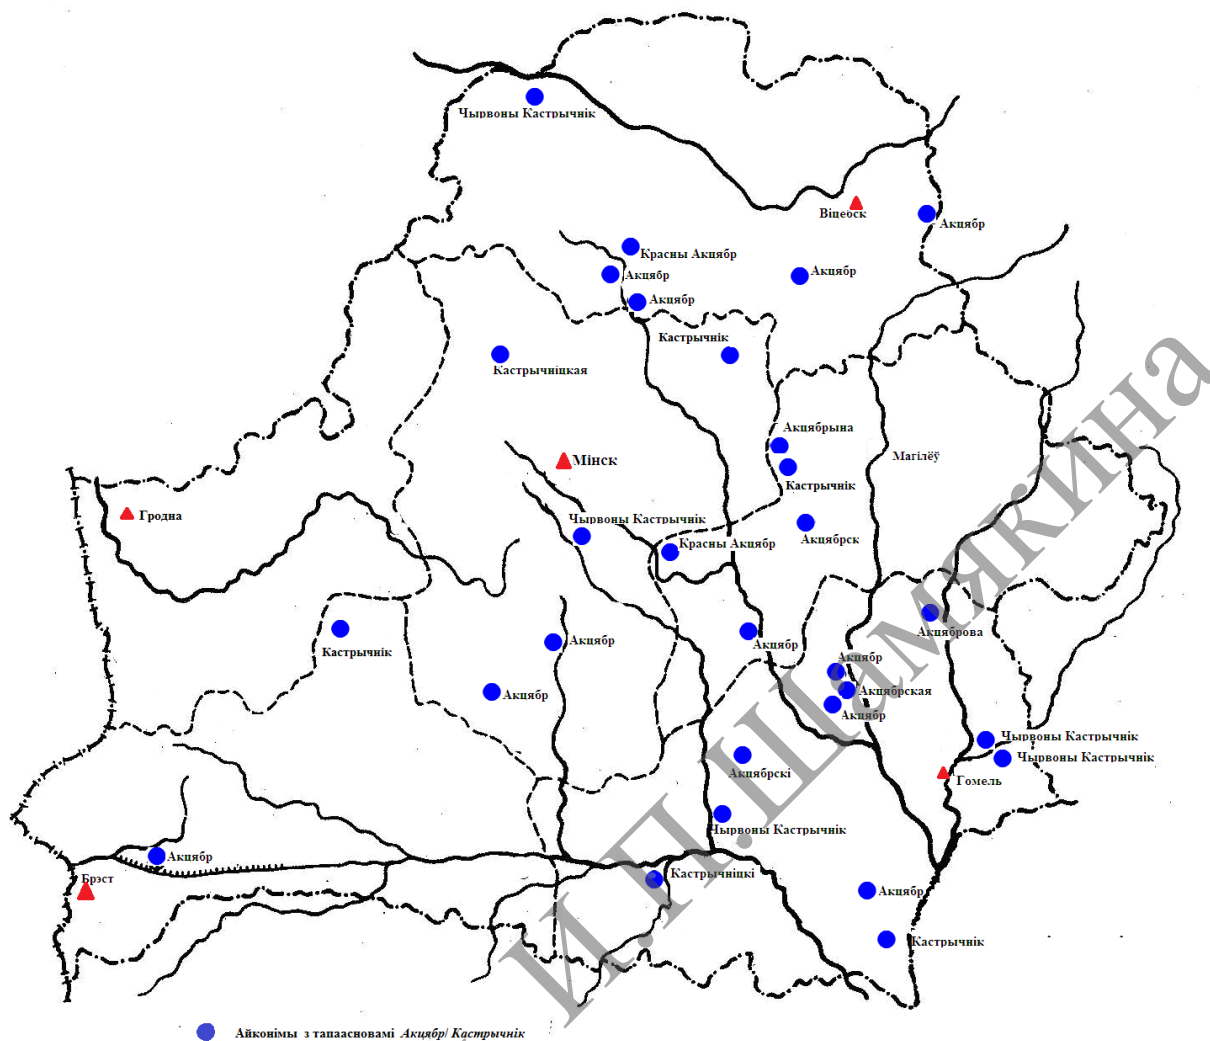 Чырвоны Кастрычнік
Віцебск
Акцябр
Красны Акцябр
Акцябр
Акцябр
Акцябр
Кастрычнік
Кастрычніцкая
Акцябрына
Магілёў
Мінск
Кастрычнік
Гродна
Чырвоны Кастрычнік
Акцябрск
Красны Акцябр
Акцяброва
Кастрычнік
Акцябр
Акцябр
Акцябр
Акцябр
Акцябрская
Акцябр
Чырвоны Кастрычнік
Чырвоны Кастрычнік
Акцябрскі
Гомель
Чырвоны Кастрычнік
Акцябр
Брэст
Кастрычніцкі
Акцябр
Кастрычнік
И.П.Шамякина
Айконімы з тапаасновамі Акцябр/ Кастрычнік